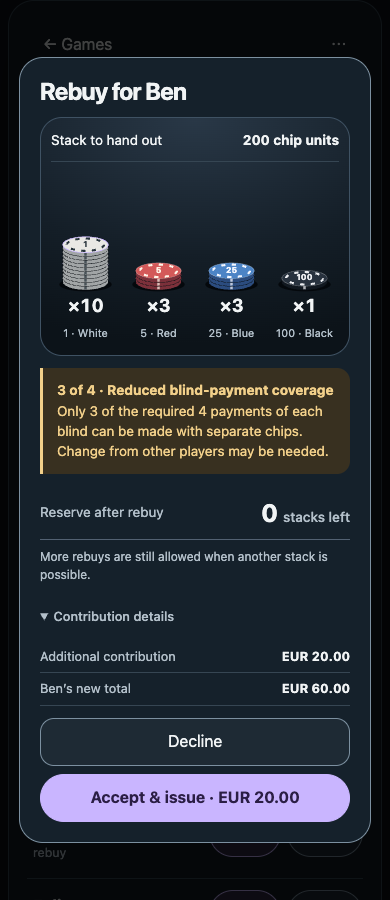 ← Games ···
Rebuy for Ben
Stack to hand out 200 chip units
1 5 25 100
×10 ×3 ×3 ×1
1 · White 5 · Red 25 · Blue 100 · Black
3 of 4 · Reduced blind-payment coverage
Only 3 of the required 4 payments of each
blind can be made with separate chips.
Change from other players may be needed.
Reserve after rebuy 0 stacks left
More rebuys are still allowed when another stack is
possible.
▼ Contribution details
Additional contribution EUR 20.00
Ben's new total EUR 60.00
Decline
Accept & issue · EUR 20.00
rebuy